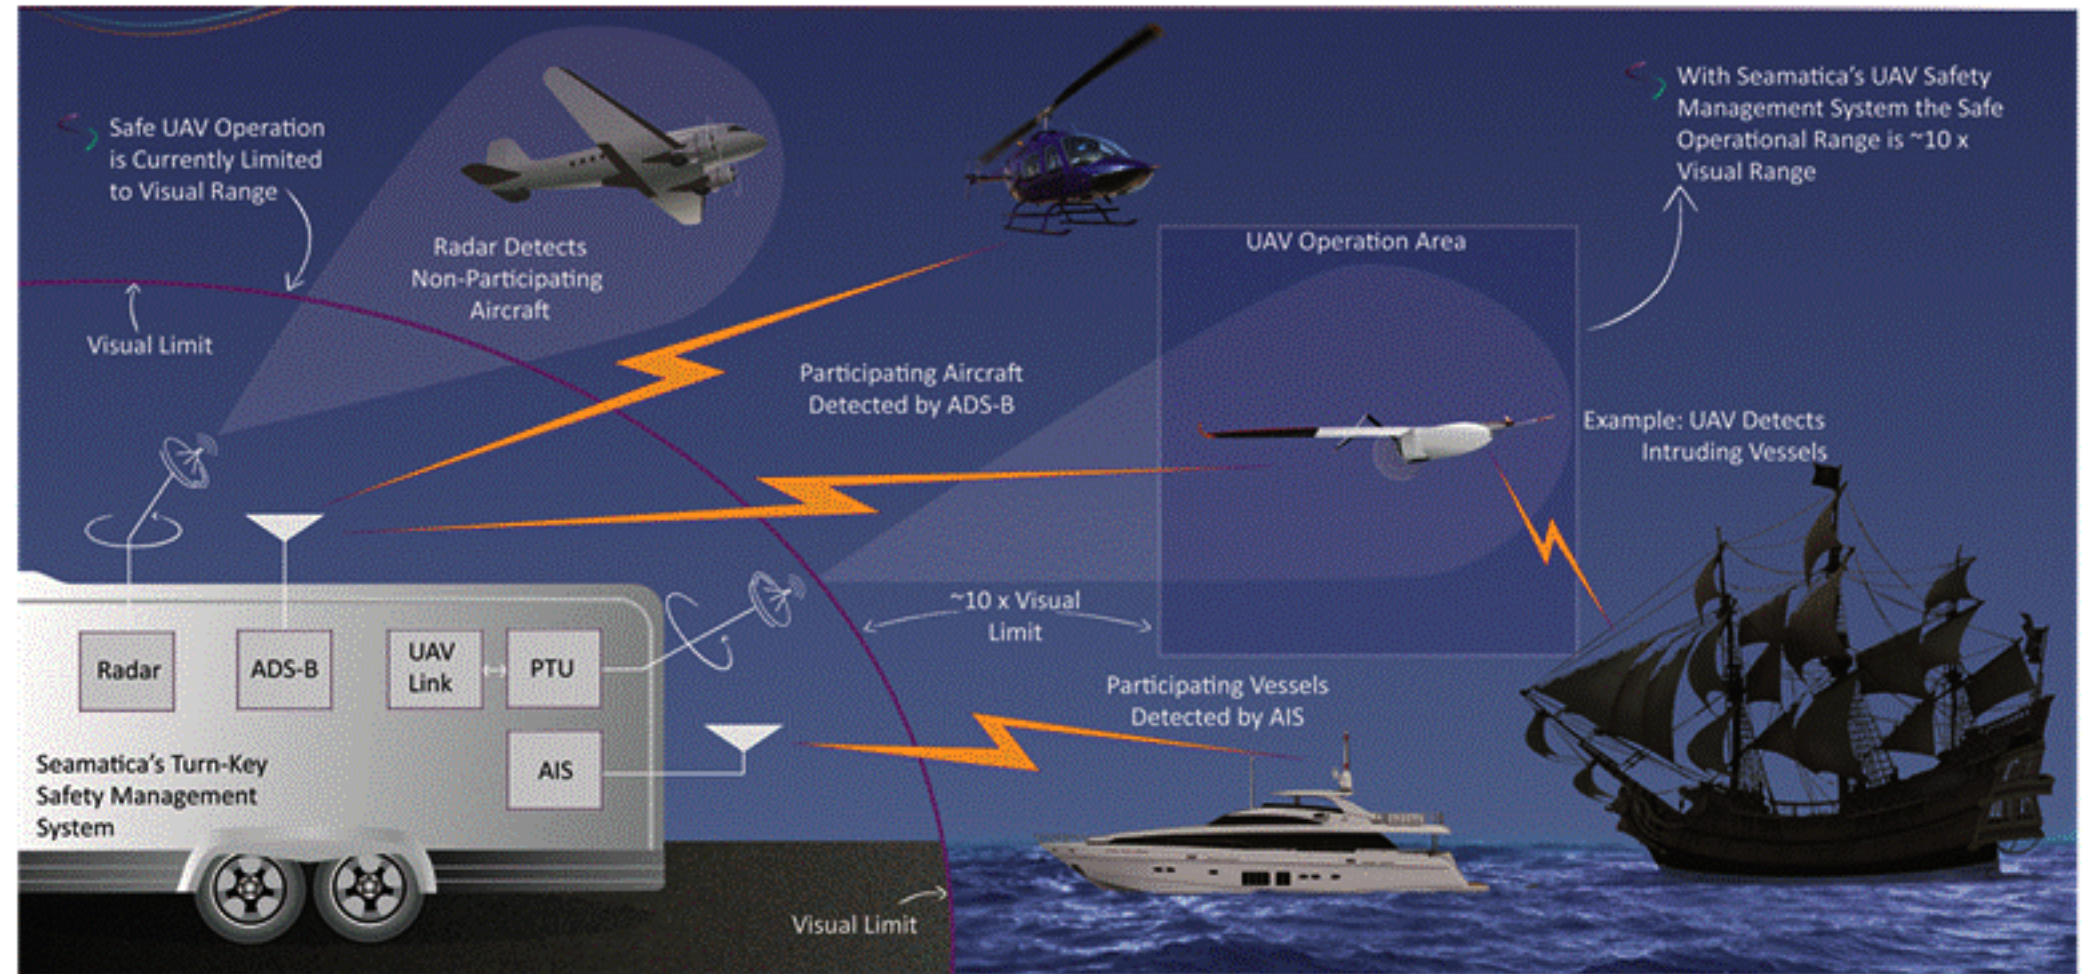 Safe UAV Operation
is Currently Limited
to Visual Range
With Seamatica's UAV Safety
Management System the Safe
Operational Range is ~10 x
Visual Range
Radar Detects
Non-Participating
Aircraft
UAV Operation Area
Visual Limit
Participating Aircraft
Detected by ADS-B
Example: UAV Detects
Intruding Vessels
~10 x Visual
Limit
Radar
ADS-B
UAV
Link
PTU
AIS
Participating Vessels
Detected by AIS
Seamatica's Turn-Key
Safety Management
System
Visual Limit